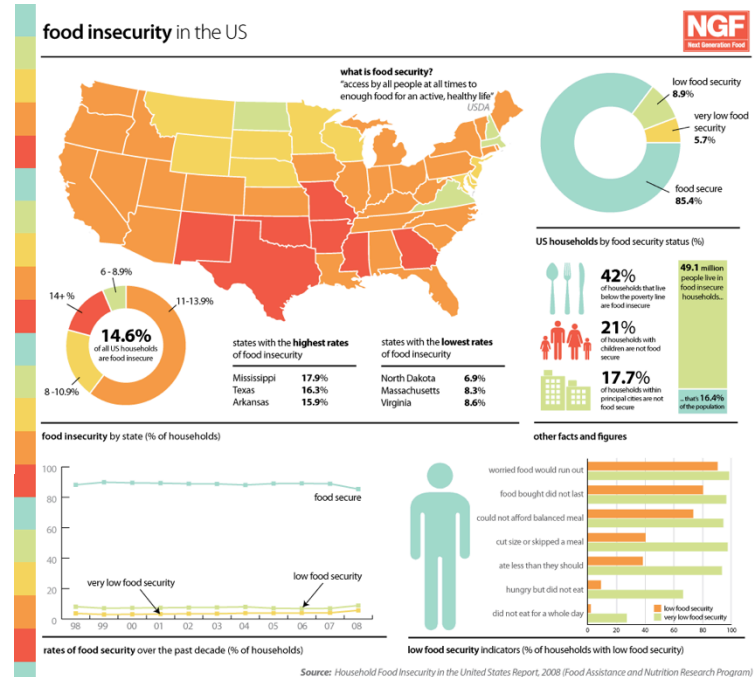 food insecurity in the US
NGF
Next Generation Food
what is food security?
"access by all people at all times to
enough food for an active, healthy life"
USDA
low food security
8.9%
very low food
security
5.7%
food secure
85.4%
US households by food security status (%)
6 - 8.9%
14+ %
11-13.9%
14.6%
of all US households
are food insecure
8 -10.9%
states with the highest rates
of food insecurity
Mississippi 17.9%
Texas 16.3%
Arkansas 15.9%
states with the lowest rates
of food insecurity
North Dakota 6.9%
Massachusetts 8.3%
Virginia 8.6%
food insecurity by state (% of households)
42%
of households that live
below the poverty line
are food insecure
21%
of households with
children are not food
secure
17.7%
of households within
principal cities are not
food secure
49.1 million
people live in
food insecure
households...
... that's 16.4%
of the population
other facts and figures
100
80
60
40
20
0
food secure
very low food security
low food security
98 99 00 01 02 03 04 05 06 07 08
rates of food security over the past decade (% of households)
worried food would run out
food bought did not last
could not afford balanced meal
cut size or skipped a meal
ate less than they should
hungry but did not eat
did not eat for a whole day
low food security
very low food security
0 20 40 60 80 100
low food security indicators (% of households with low food security)
Source: Household Food Insecurity in the United States Report, 2008 (Food Assistance and Nutrition Research Program)